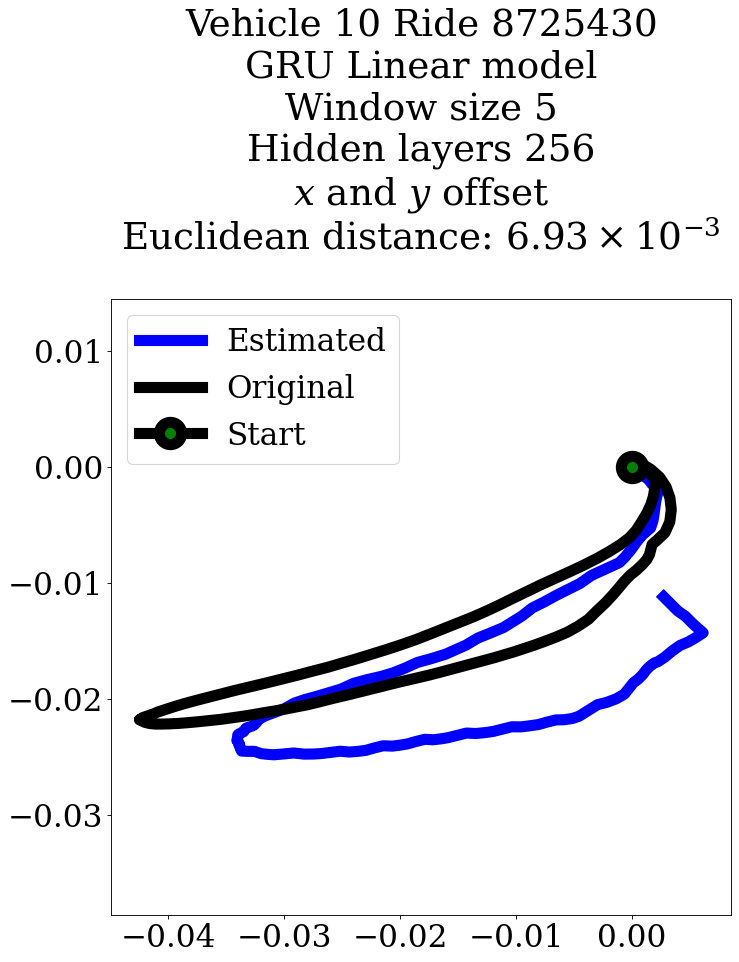 Vehicle 10 Ride 8725430
GRU Linear model
Window size 5
Hidden layers 256
x and y offset
Euclidean distance: 6.93 × 10⁻³
Estimated
Original
Start
0.01
0.00
−0.01
−0.02
−0.03
−0.04 −0.03 −0.02 −0.01 0.00